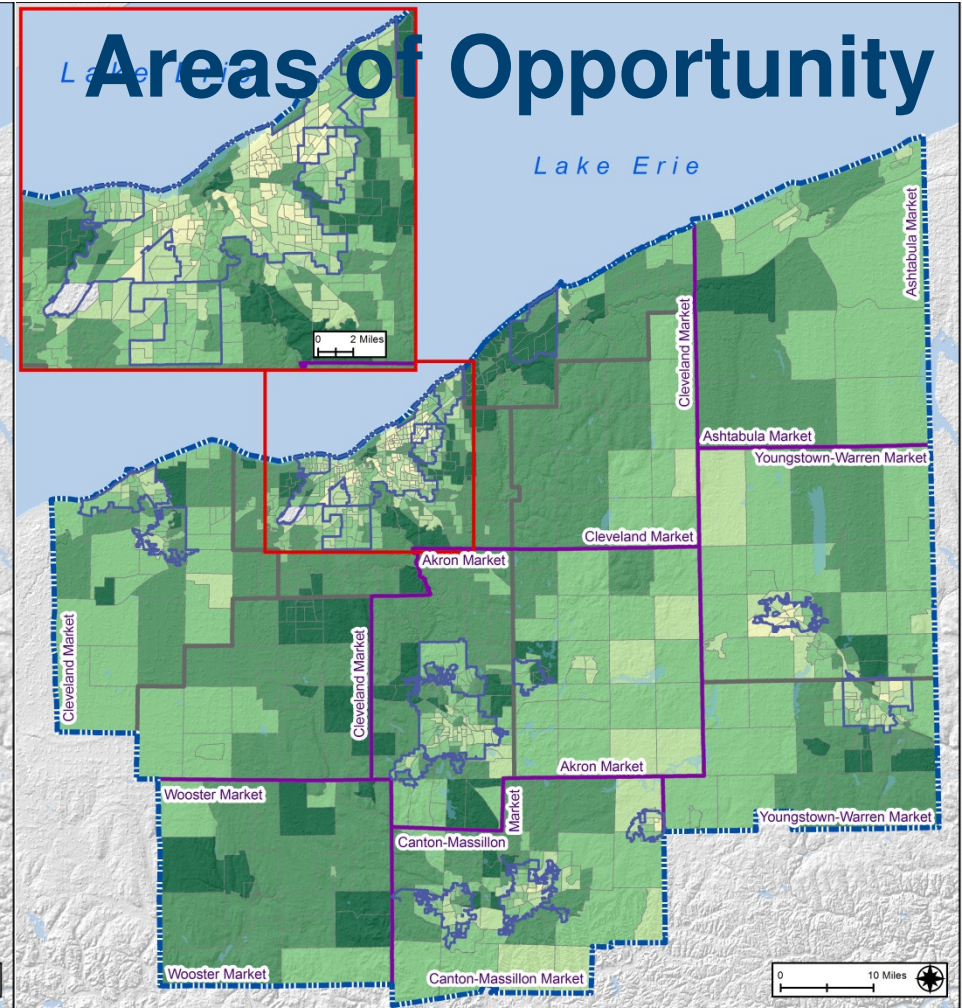 Areas of Opportunity
Lake Erie
Lake Erie
0 2 Miles
Ashtabula Market
Cleveland Market
Ashtabula Market
Youngstown-Warren Market
Cleveland Market
Akron Market
Cleveland Market
Cleveland Market
Akron Market
Wooster Market
Market
Youngstown-Warren Market
Canton-Massillon
Wooster Market
Canton-Massillon Market
0 10 Miles